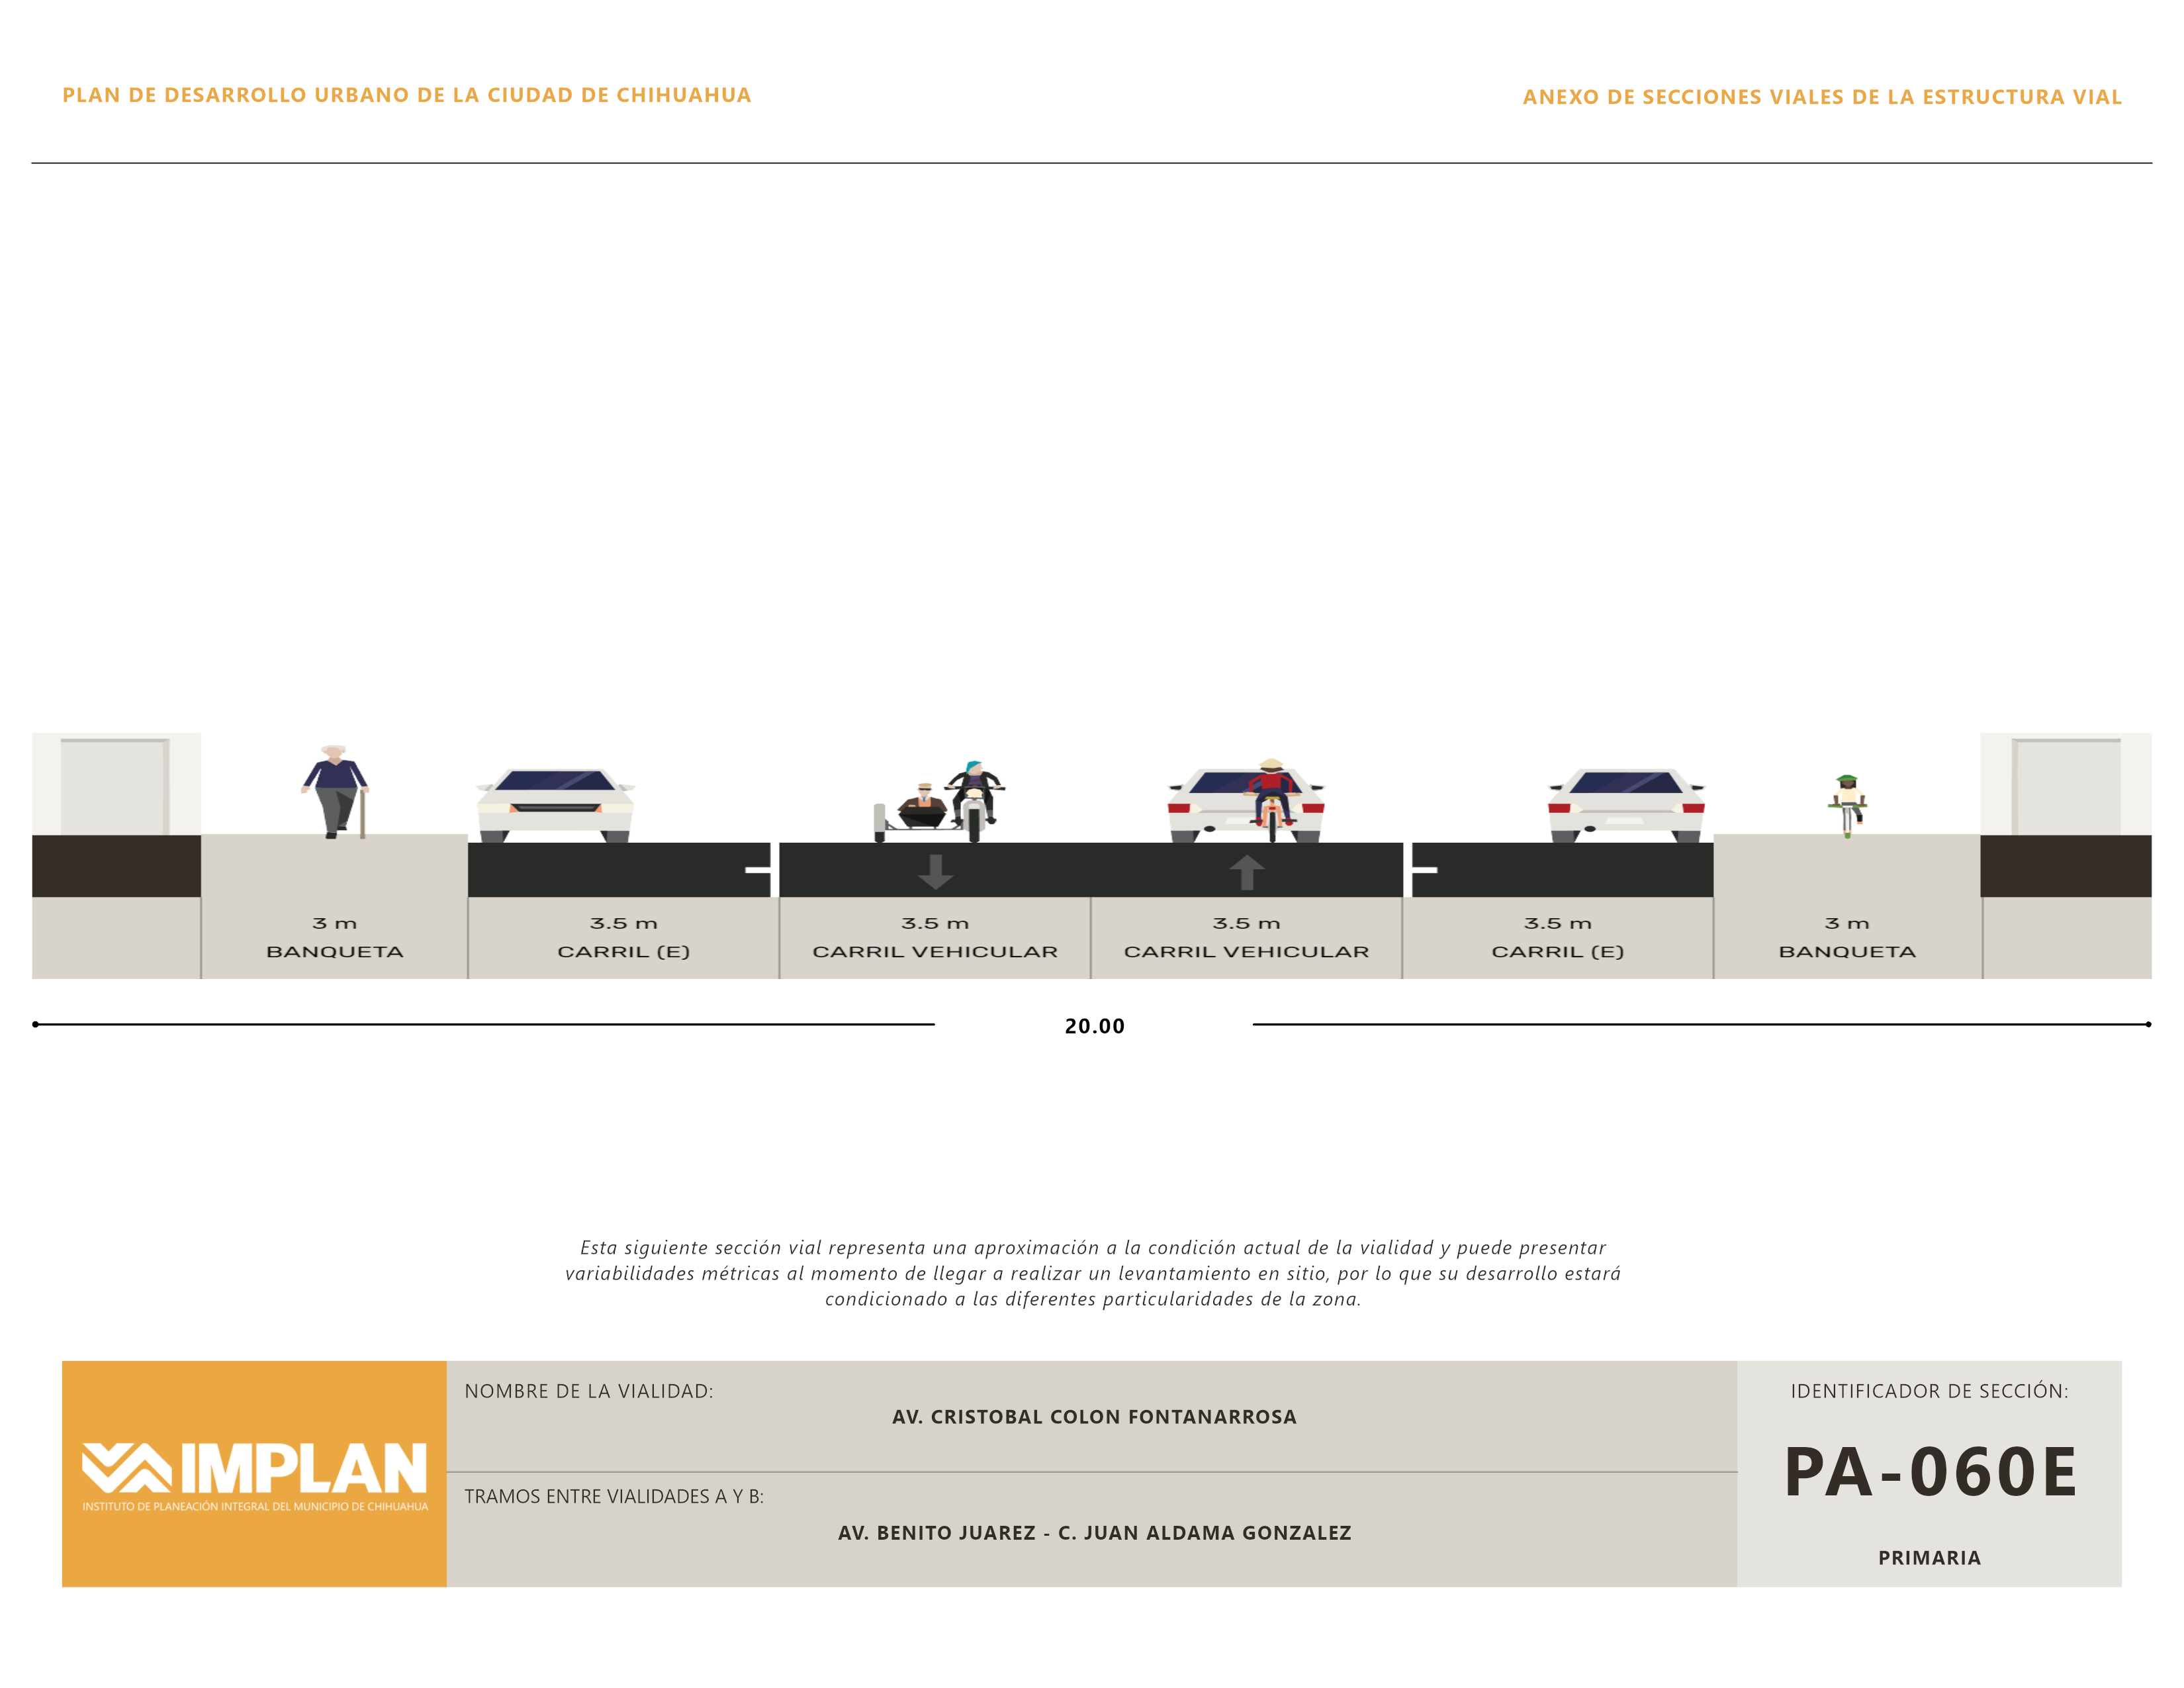 PLAN DE DESARROLLO URBANO DE LA CIUDAD DE CHIHUAHUA
ANEXO DE SECCIONES VIALES DE LA ESTRUCTURA VIAL
3 m
BANQUETA
3.5 m
CARRIL (E)
3.5 m
CARRIL VEHICULAR
3.5 m
CARRIL VEHICULAR
3.5 m
CARRIL (E)
3 m
BANQUETA
20.00
Esta siguiente sección vial representa una aproximación a la condición actual de la vialidad y puede presentar
variabilidades métricas al momento de llegar a realizar un levantamiento en sitio, por lo que su desarrollo estará
condicionado a las diferentes particularidades de la zona.
IMPLAN
INSTITUTO DE PLANEACIÓN INTEGRAL DEL MUNICIPIO DE CHIHUAHUA
NOMBRE DE LA VIALIDAD:
AV. CRISTOBAL COLON FONTANARROSA
TRAMOS ENTRE VIALIDADES A Y B:
AV. BENITO JUAREZ - C. JUAN ALDAMA GONZALEZ
IDENTIFICADOR DE SECCIÓN:
PA-060E
PRIMARIA